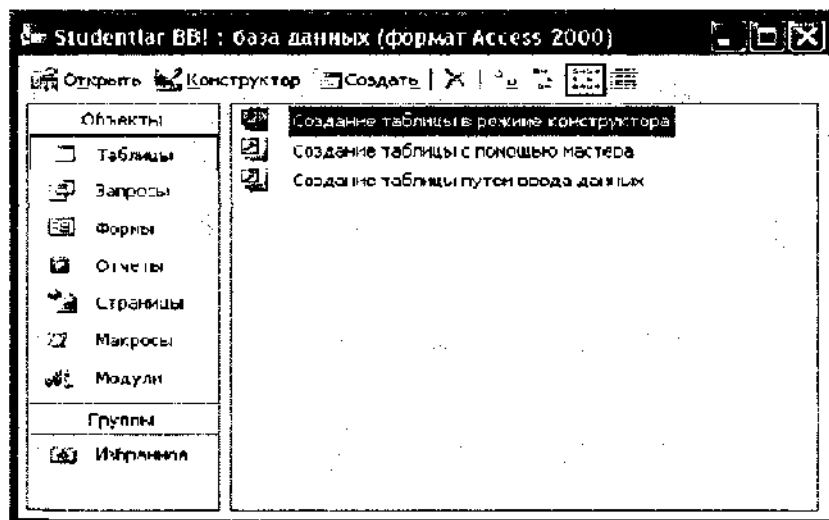 Studentlar BB! : база данных (формат Access 2000)
Открыть Конструктор Создать
Объекты
Таблицы
Запросы
Формы
Отчеты
Страницы
Макросы
Модули
Группы
Избранное
Создание таблицы в режиме конструктора
Создание таблицы с помощью мастера
Создание таблицы путем ввода данных